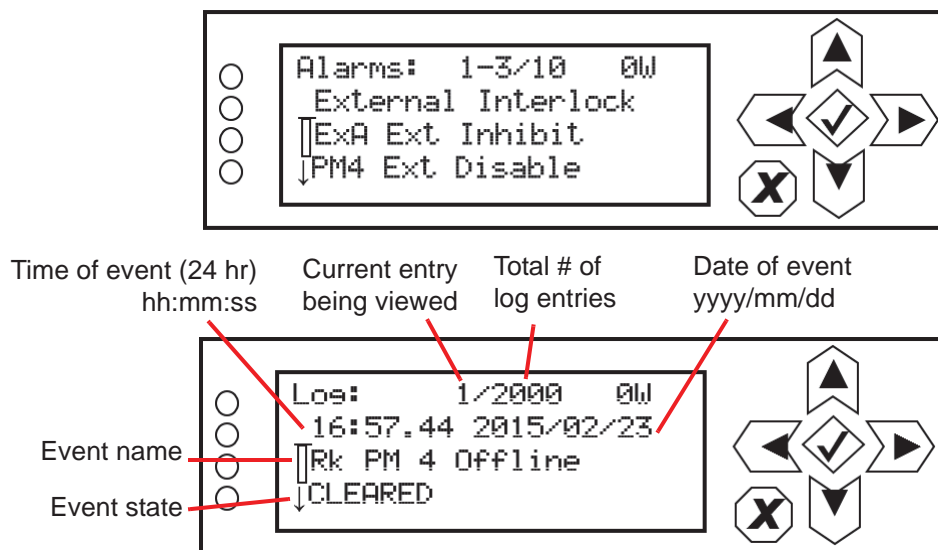 Alarms: 1-3/10 0W
External Interlock
ExA Ext Inhibit
↓PM4 Ext Disable
X
Time of event (24 hr)
hh:mm:ss
Current entry
being viewed
Total # of
log entries
Date of event
yyyy/mm/dd
Log: 1/2000 0W
16:57.44 2015/02/23
Rk PM 4 Offline
↓CLEARED
Event name
Event state
X